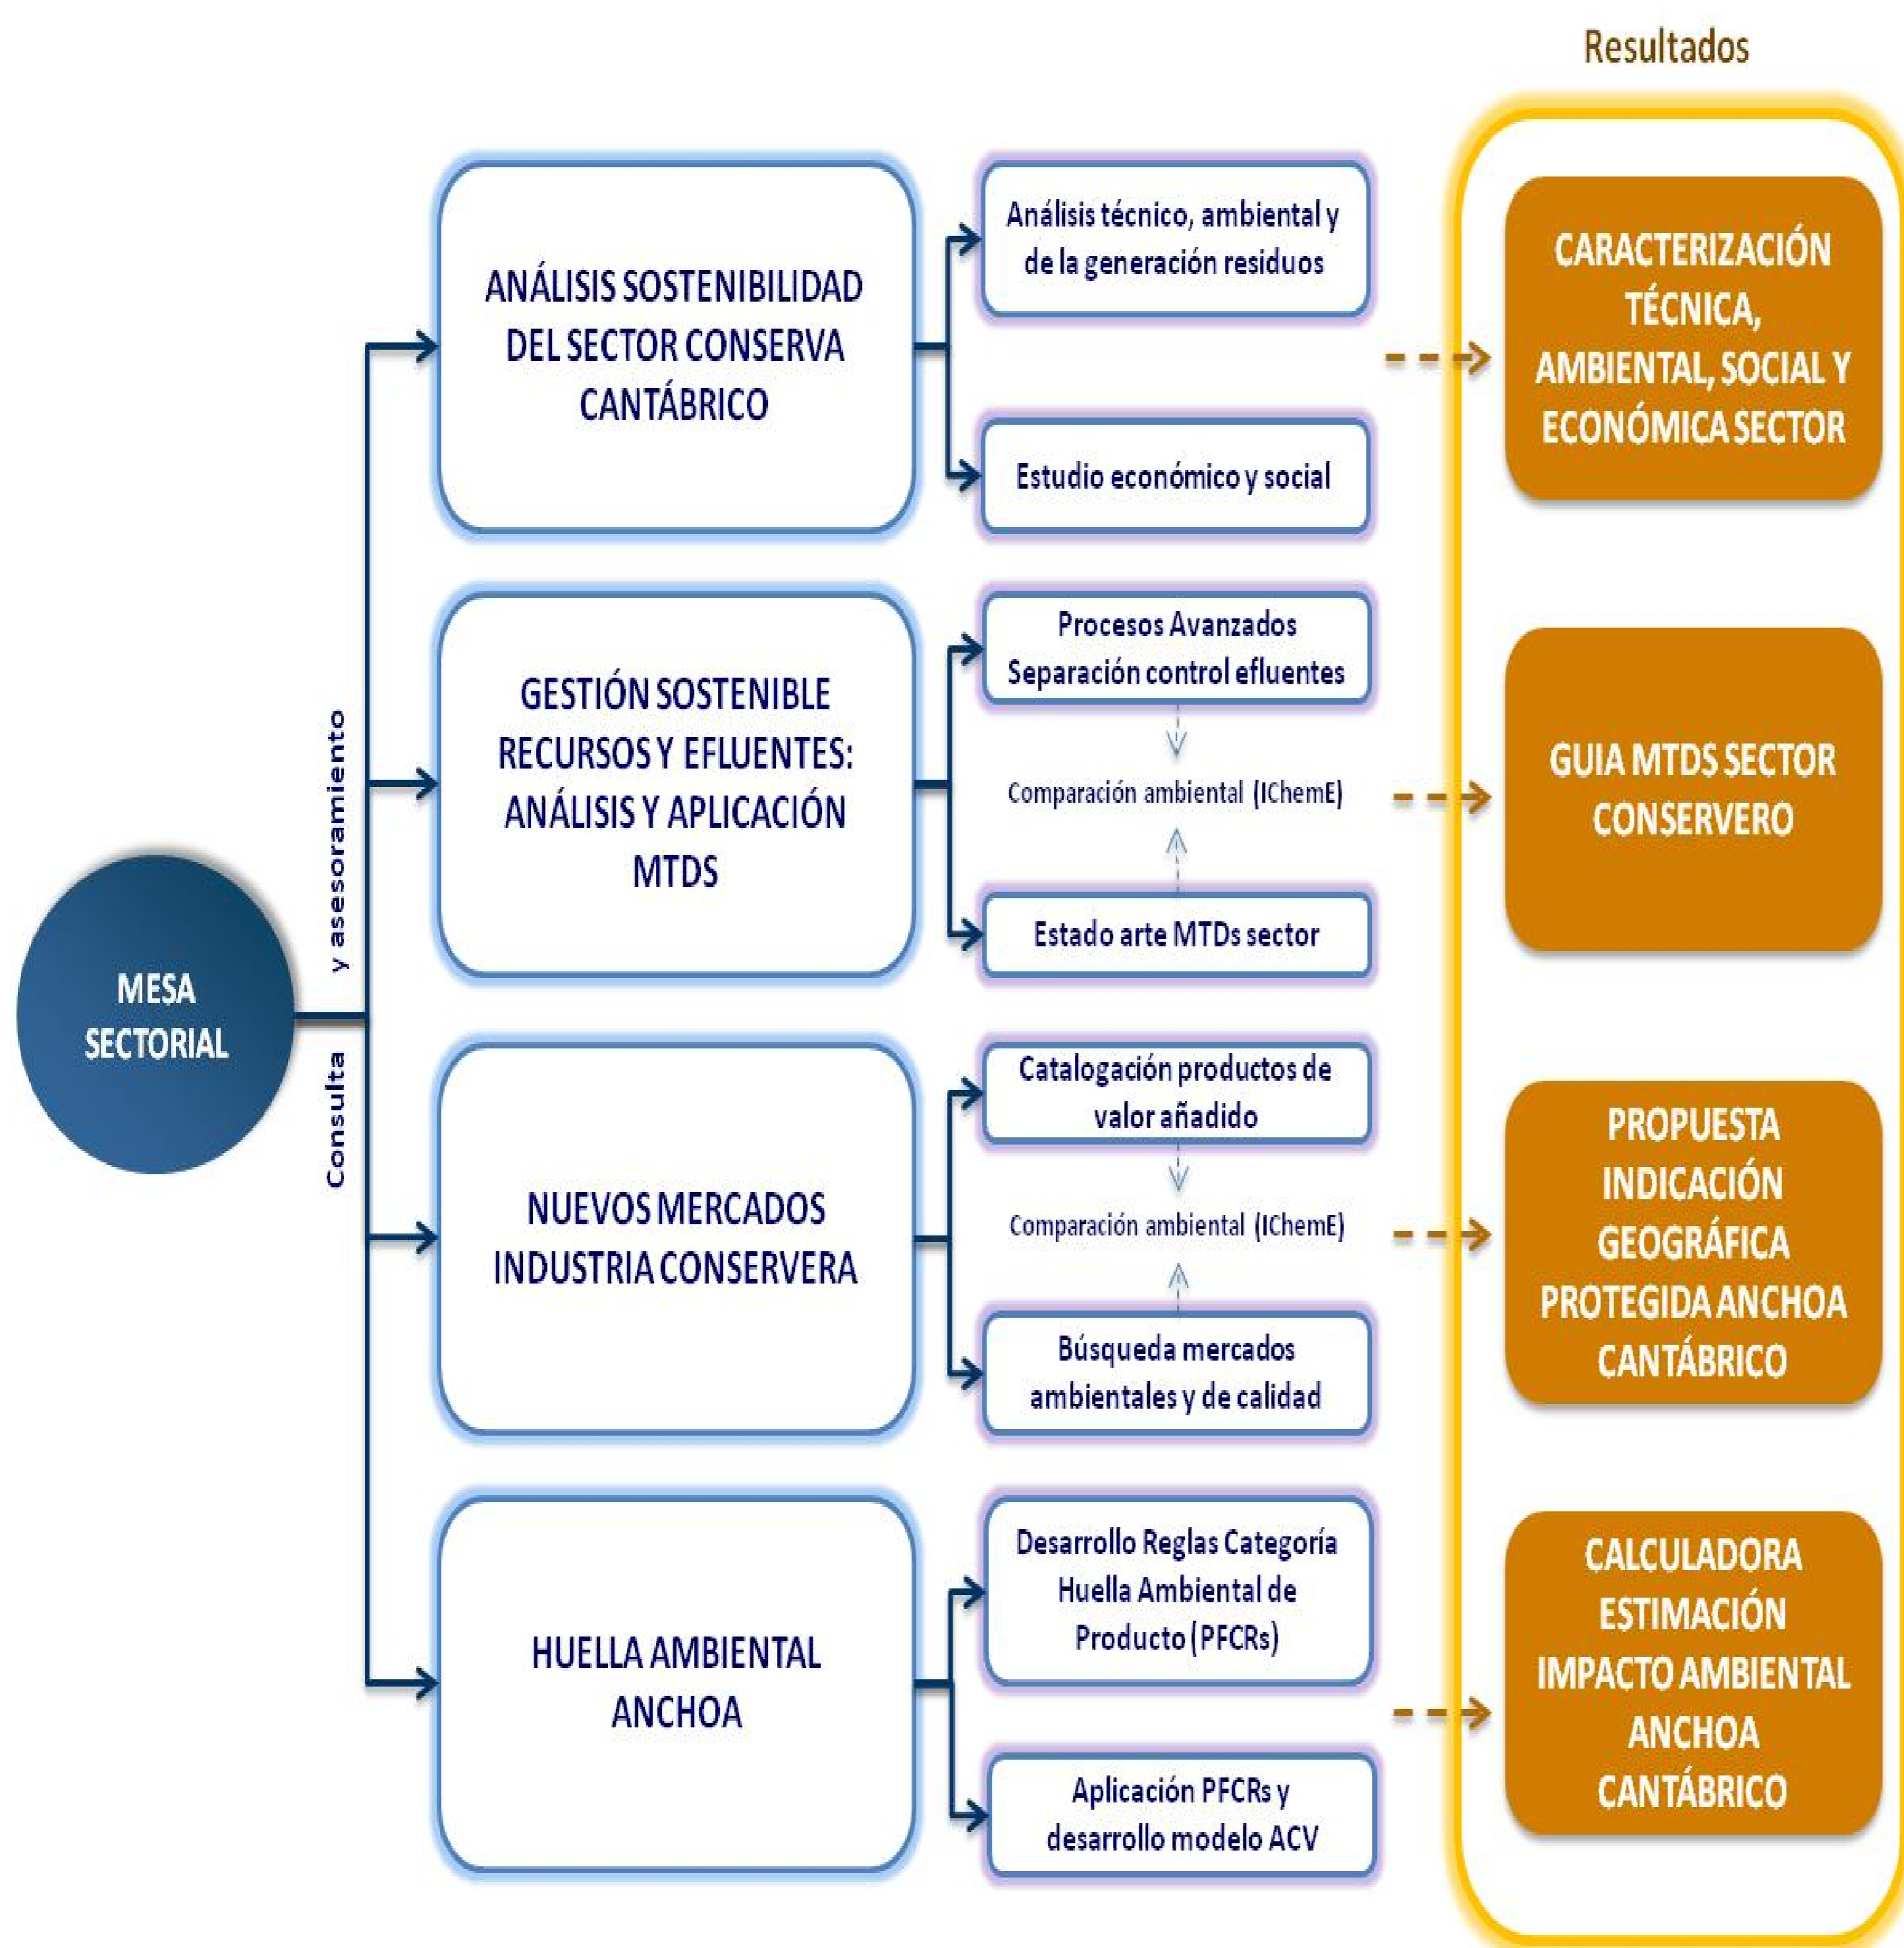 Resultados
MESA
SECTORIAL
Consulta
y asesoramiento
ANÁLISIS SOSTENIBILIDAD
DEL SECTOR CONSERVA
CANTÁBRICO
Análisis técnico, ambiental y
de la generación residuos
Estudio económico y social
CARACTERIZACIÓN
TÉCNICA,
AMBIENTAL, SOCIAL Y
ECONÓMICA SECTOR
GESTIÓN SOSTENIBLE
RECURSOS Y EFLUENTES:
ANÁLISIS Y APLICACIÓN
MTDS
Procesos Avanzados
Separación control efluentes
Comparación ambiental (IChemE)
Estado arte MTDs sector
GUIA MTDS SECTOR
CONSERVERO
NUEVOS MERCADOS
INDUSTRIA CONSERVERA
Catalogación productos de
valor añadido
Comparación ambiental (IChemE)
Búsqueda mercados
ambientales y de calidad
PROPUESTA
INDICACIÓN
GEOGRÁFICA
PROTEGIDA ANCHOA
CANTÁBRICO
HUELLA AMBIENTAL
ANCHOA
Desarrollo Reglas Categoría
Huella Ambiental de
Producto (PFCRs)
Aplicación PFCRs y
desarrollo modelo ACV
CALCULADORA
ESTIMACIÓN
IMPACTO AMBIENTAL
ANCHOA
CANTÁBRICO